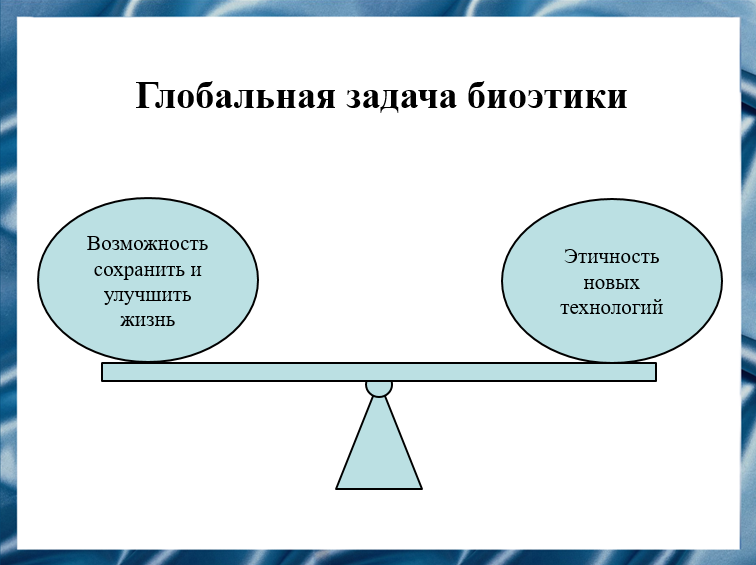 Глобальная задача биоэтики
Возможность
сохранить и
улучшить
жизнь
Этичность
новых
технологий